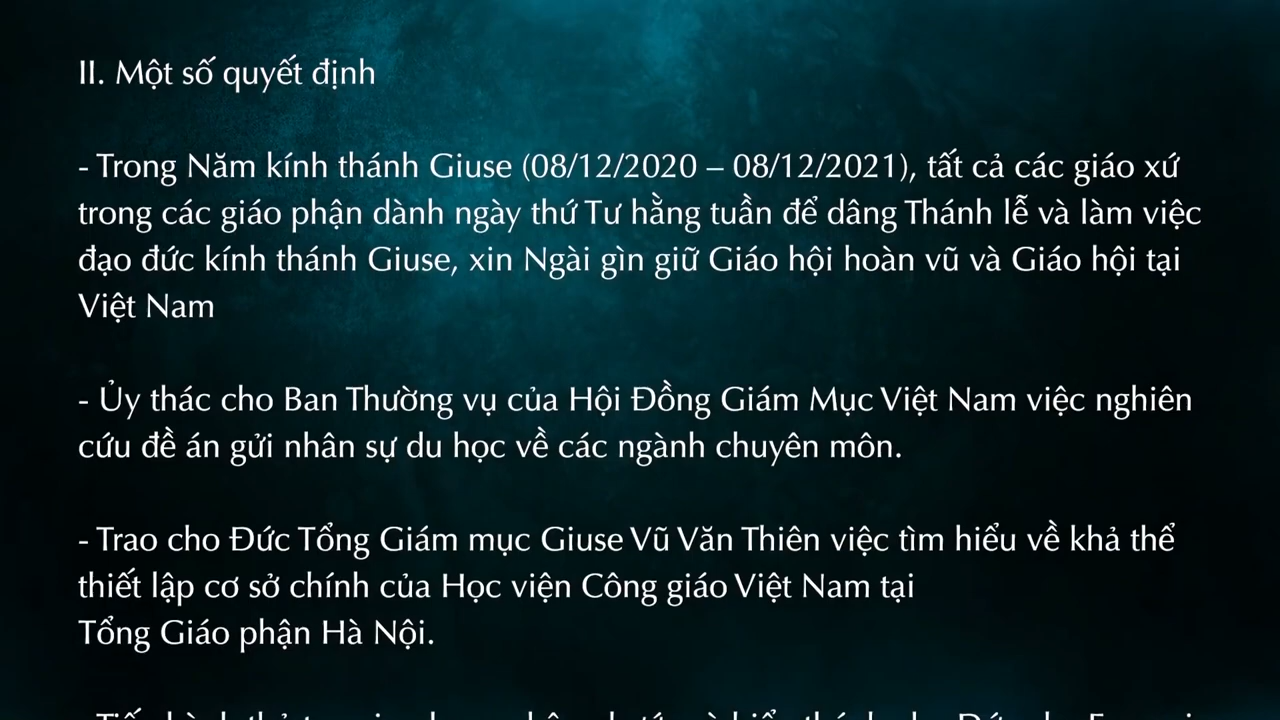 II. Một số quyết định
- Trong Năm kính thánh Giuse (08/12/2020 – 08/12/2021), tất cả các giáo xứ
trong các giáo phận dành ngày thứ Tư hằng tuần để dâng Thánh lễ và làm việc
đạo đức kính thánh Giuse, xin Ngài gìn giữ Giáo hội hoàn vũ và Giáo hội tại
Việt Nam
- Ủy thác cho Ban Thường vụ của Hội Đồng Giám Mục Việt Nam việc nghiên
cứu đề án gửi nhân sự du học về các ngành chuyên môn.
- Trao cho Đức Tổng Giám mục Giuse Vũ Văn Thiên việc tìm hiểu về khả thể
thiết lập cơ sở chính của Học viện Công giáo Việt Nam tại
Tổng Giáo phận Hà Nội.